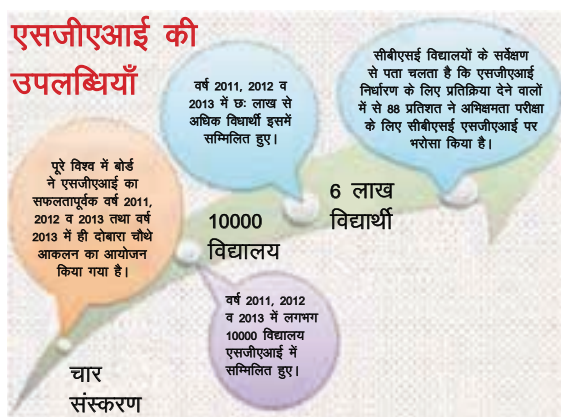 एसजीएआई की
उपलब्धियाँ
पूरे विश्व में बोर्ड
ने एसजीएआई का
सफलतापूर्वक वर्ष 2011,
2012 व 2013 तथा वर्ष
2013 में ही दोबारा चौथे
आकलन का आयोजन
किया गया है।
चार
संस्करण
वर्ष 2011, 2012 व
2013 में छः लाख से
अधिक विधार्थी इसमें
सम्मिलित हुए।
10000
विद्यालय
वर्ष 2011, 2012
व 2013 में लगभग
10000 विद्यालय
एसजीएआई में
सम्मिलित हुए।
6 लाख
विद्यार्थी
सीबीएसई विद्यालयों के सर्वेक्षण
से पता चलता है कि एसजीएआई
निर्धारण के लिए प्रतिक्रिया देने वालों
में से 88 प्रतिशत ने अभिक्षमता परीक्षा
के लिए सीबीएसई एसजीएआई पर
भरोसा किया है।